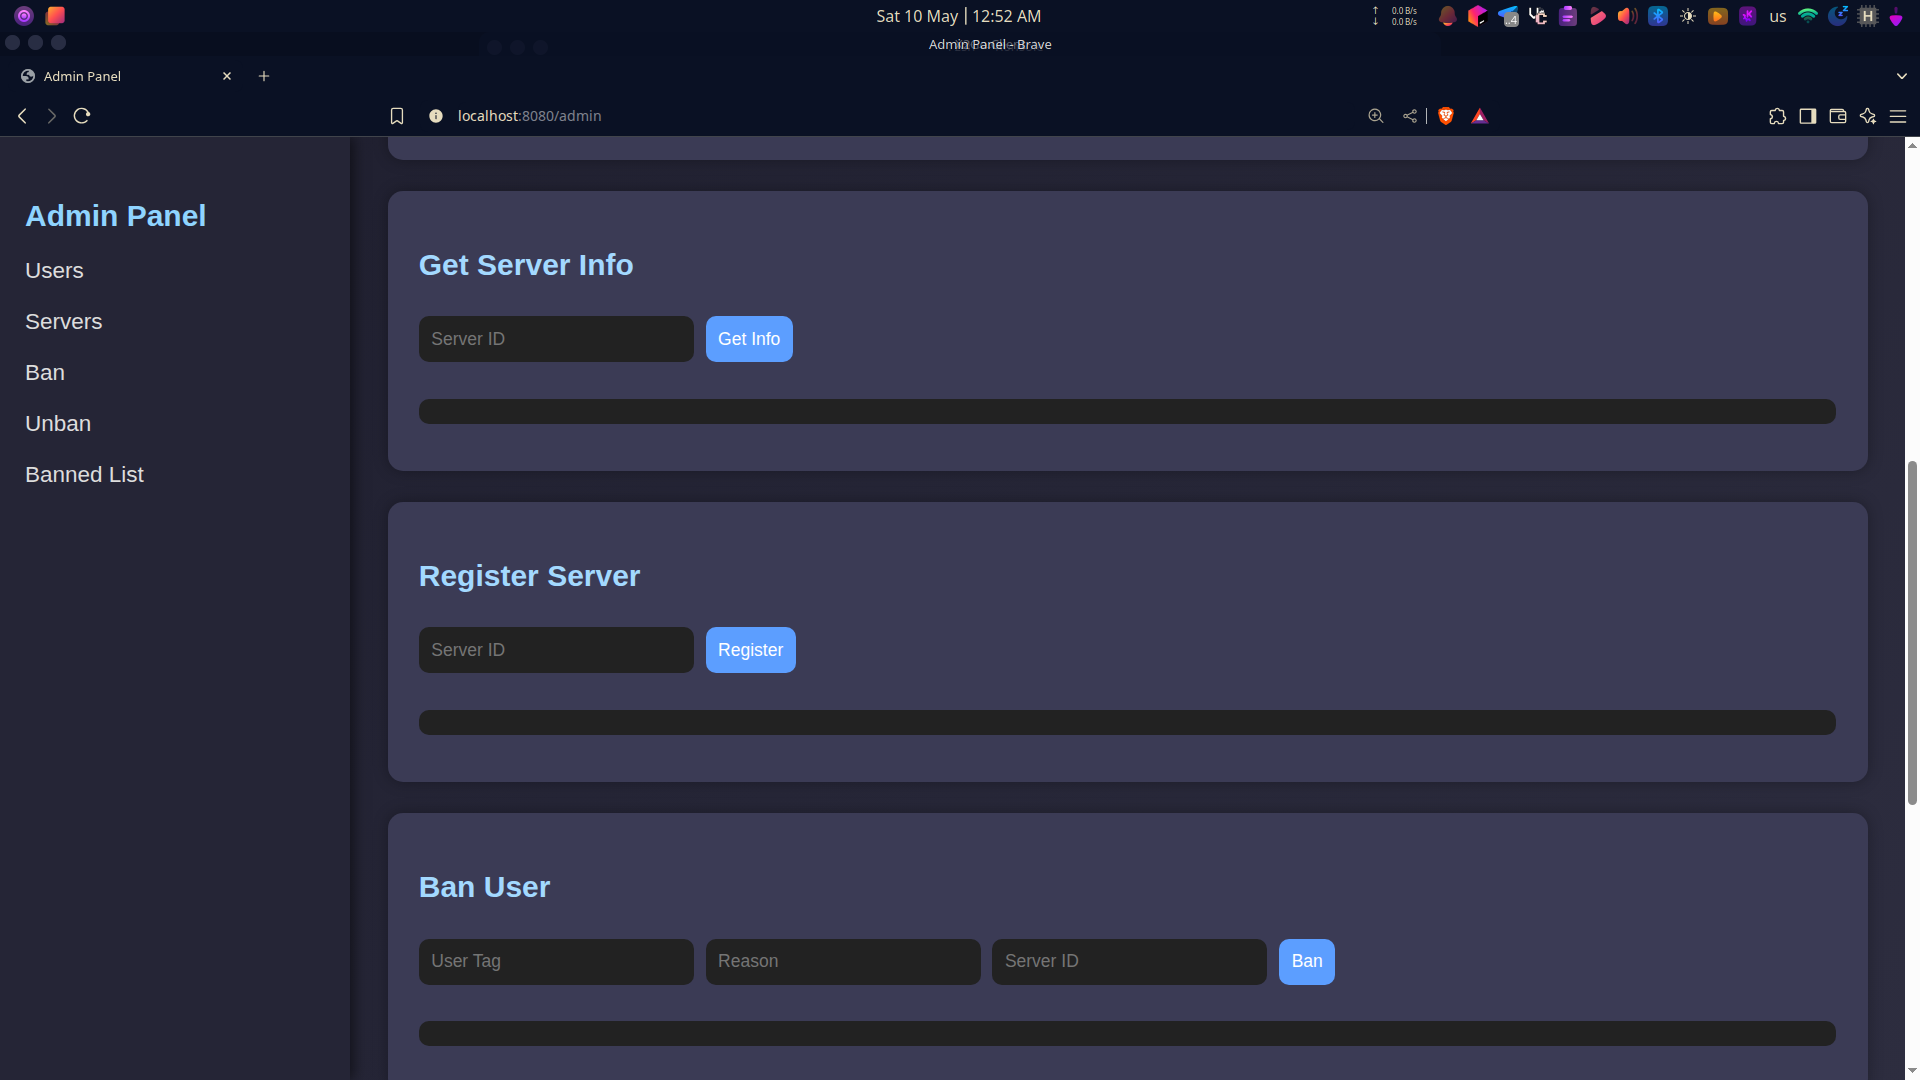 Sat 10 May | 12:52 AM
0.0 B/s
0.0 B/s
..4
us
H
Admin Panel - Brave
Admin Panel
localhost:8080/admin
Admin Panel
Users
Servers
Ban
Unban
Banned List
Get Server Info
Server ID
Get Info
Register Server
Server ID
Register
Ban User
User Tag
Reason
Server ID
Ban